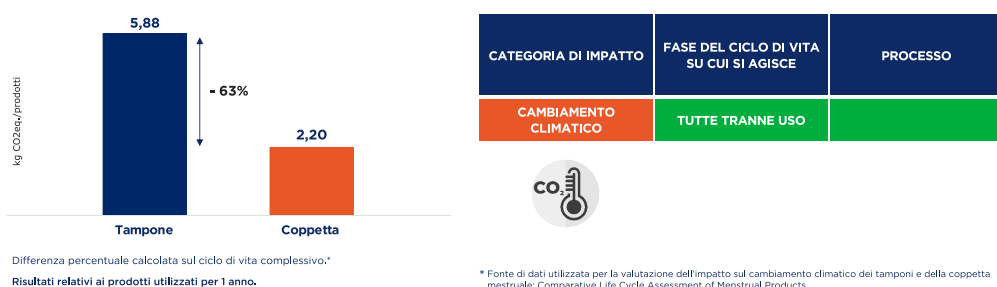 5,88
- 63%
2,20
kg CO2eq./prodotti
Tampone
Coppetta
Differenza percentuale calcolata sul ciclo di vita complessivo.*
Risultati relativi ai prodotti utilizzati per 1 anno.
CATEGORIA DI IMPATTO
FASE DEL CICLO DI VITA
SU CUI SI AGISCE
PROCESSO
CAMBIAMENTO
CLIMATICO
TUTTE TRANNE USO
CO2
* Fonte di dati utilizzata per la valutazione dell'impatto sul cambiamento climatico dei tamponi e della coppetta
mestruale: Comparative Life Cycle Assessment of Menstrual Products